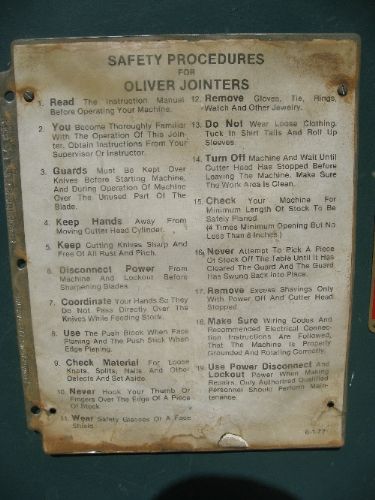 SAFETY PROCEDURES
FOR
OLIVER JOINTERS
1. Read The Instruction Manual
Before Operating Your Machine.
2. You Become Thoroughly Familiar
With The Operation Of This Join-
ter. Obtain Instructions From Your
Supervisor Or Instructor.
3. Guards Must Be Kept Over
Knives Before Starting Machine,
And During Operation Of Machine
Over The Unused Part Of The
Blade.
4. Keep Hands Away From
Moving Cutter Head Cylinder.
5. Keep Cutting Knives Sharp And
Free Of All Rust And Pitch.
6. Disconnect Power From
Machine And Lockout Before
Sharpening Blades.
7. Coordinate Your Hands So They
Do Not Pass Directly Over The
Knives While Feeding Stock.
8. Use The Push Block When Face
Planing And The Push Stick When
Edge Planing.
9. Check Material For Loose
Knots, Splits, Nails And Other
Defects And Set Aside.
10. Never Hook Your Thumb Or
Fingers Over The Edge Of A Piece
Of Stock.
11. Wear Safety Glasses Or A Face
Shield.
12. Remove Gloves, Tie, Rings,
Watch And Other Jewelry.
13. Do Not Wear Loose Clothing.
Tuck In Shirt Tails And Roll Up
Sleeves.
14. Turn Off Machine And Wait Until
Cutter Head Has Stopped Before
Leaving The Machine. Make Sure
The Work Area Is Clean.
15. Check Your Machine For
Minimum Length Of Stock To Be
Safely Planed.
(4 Times Minimum Opening But No
Less Than 8 Inches.)
16. Never Attempt To Pick A Piece
Of Stock Off The Table Until It Has
Cleared The Guard And The Guard
Has Swung Back Into Place.
17. Remove Excess Shavings Only
With Power Off And Cutter Head
Stopped.
18. Make Sure Wiring Codes And
Recommended Electrical Connec-
tion Instructions Are Followed,
That The Machine Is Properly
Grounded And Rotating Correctly.
19. Use Power Disconnect And
Lockout Power When Making
Repairs. Only Authorized Qualified
Personnel Should Perform Main-
tenance.
6-1-77